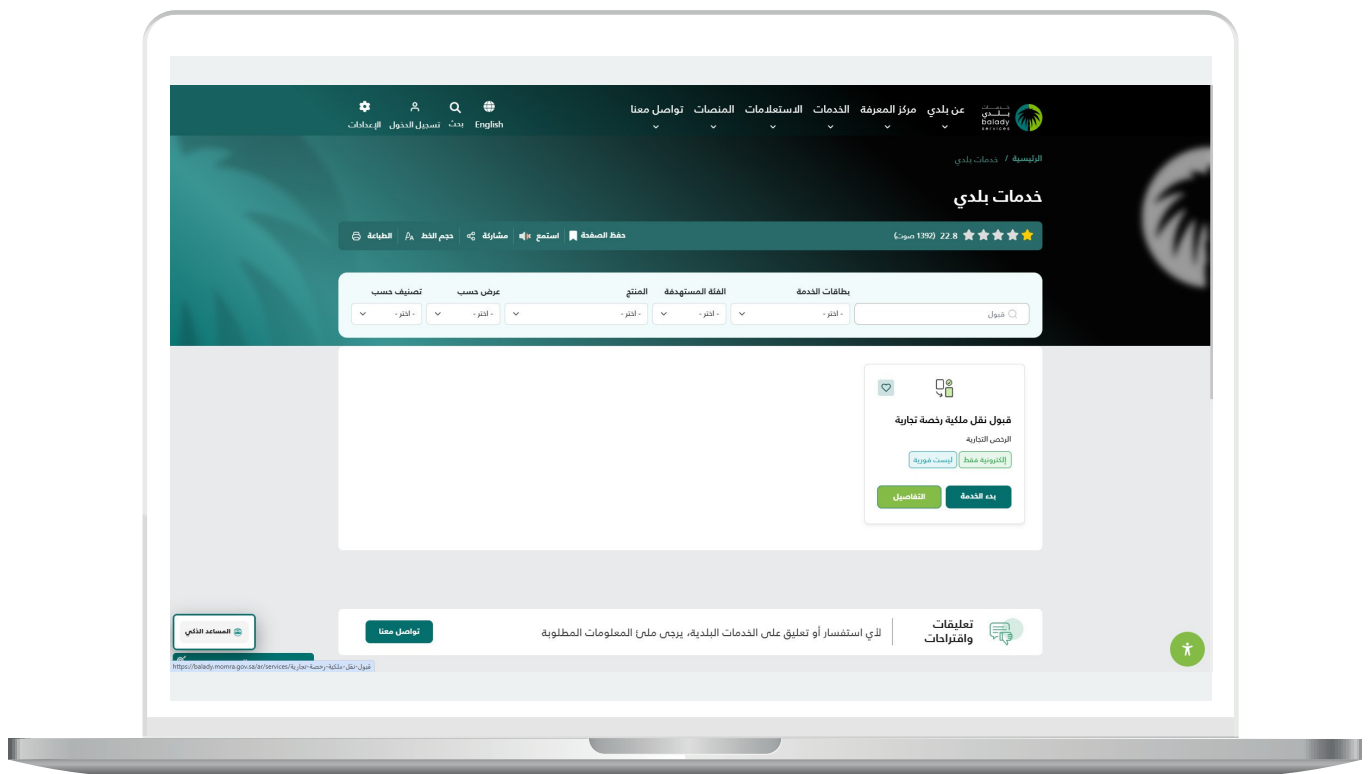 خدمات
بلدي
balady
services
عن بلدي مركز المعرفة الخدمات الاستعلامات المنصات تواصل معنا
English بحث تسجيل الدخول الإعدادات
الرئيسية / خدمات بلدي
خدمات بلدي
22.8 (1392 صوت)
حفظ الصفحة استمع مشاركة حجم الخط الطباعة
بطاقات الخدمة الفئة المستهدفة المنتج عرض حسب تصنيف حسب
قبول - اختر - - اختر - - اختر - - اختر - - اختر -
قبول نقل ملكية رخصة تجارية
الرخص التجارية
إلكترونية فقط ليست فورية
بدء الخدمة التفاصيل
تعليقات
واقتراحات
لأي استفسار أو تعليق على الخدمات البلدية، يرجى ملئ المعلومات المطلوبة
تواصل معنا
المساعد الذكي
https://balady.momra.gov.sa/ar/services/قبول-نقل-ملكية-رخصة-تجارية